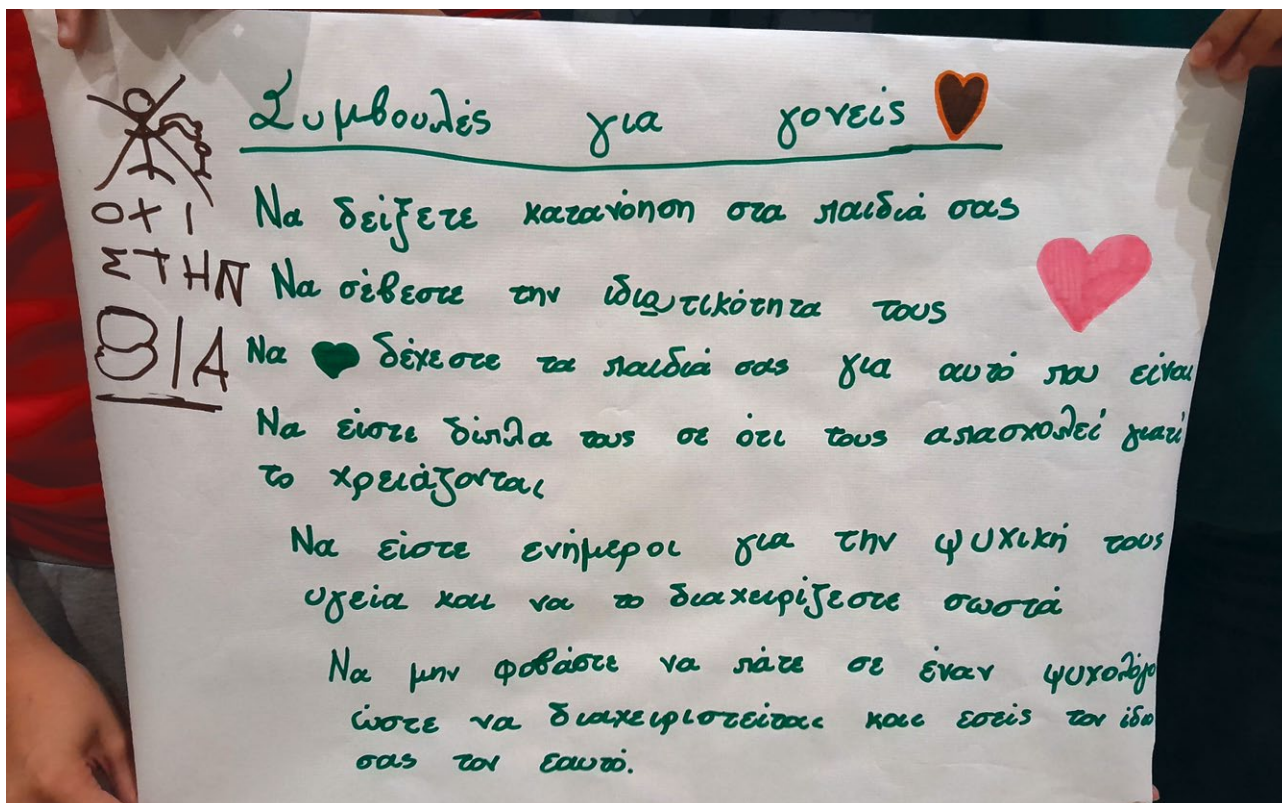 Συμβουλές για γονείς
Να δείξετε κατανόηση στα παιδιά σας
Να σέβεστε την ιδιωτικότητα τους
Να δέχεστε τα παιδιά σας για αυτό που είναι
Να είστε δίπλα τους σε ότι τους απασχολεί γιατί
το χρειάζονται
Να είστε ενήμεροι για την ψυχική τους
υγεία και να το διαχειρίζεστε σωστά
Να μην φοβάστε να πάτε σε έναν ψυχολόγο
ώστε να διαχειριστείται και εσείς τον ίδιο
σας τον εαυτό.
ΟΧΙ
ΣΤΗΝ
ΒΙΑ